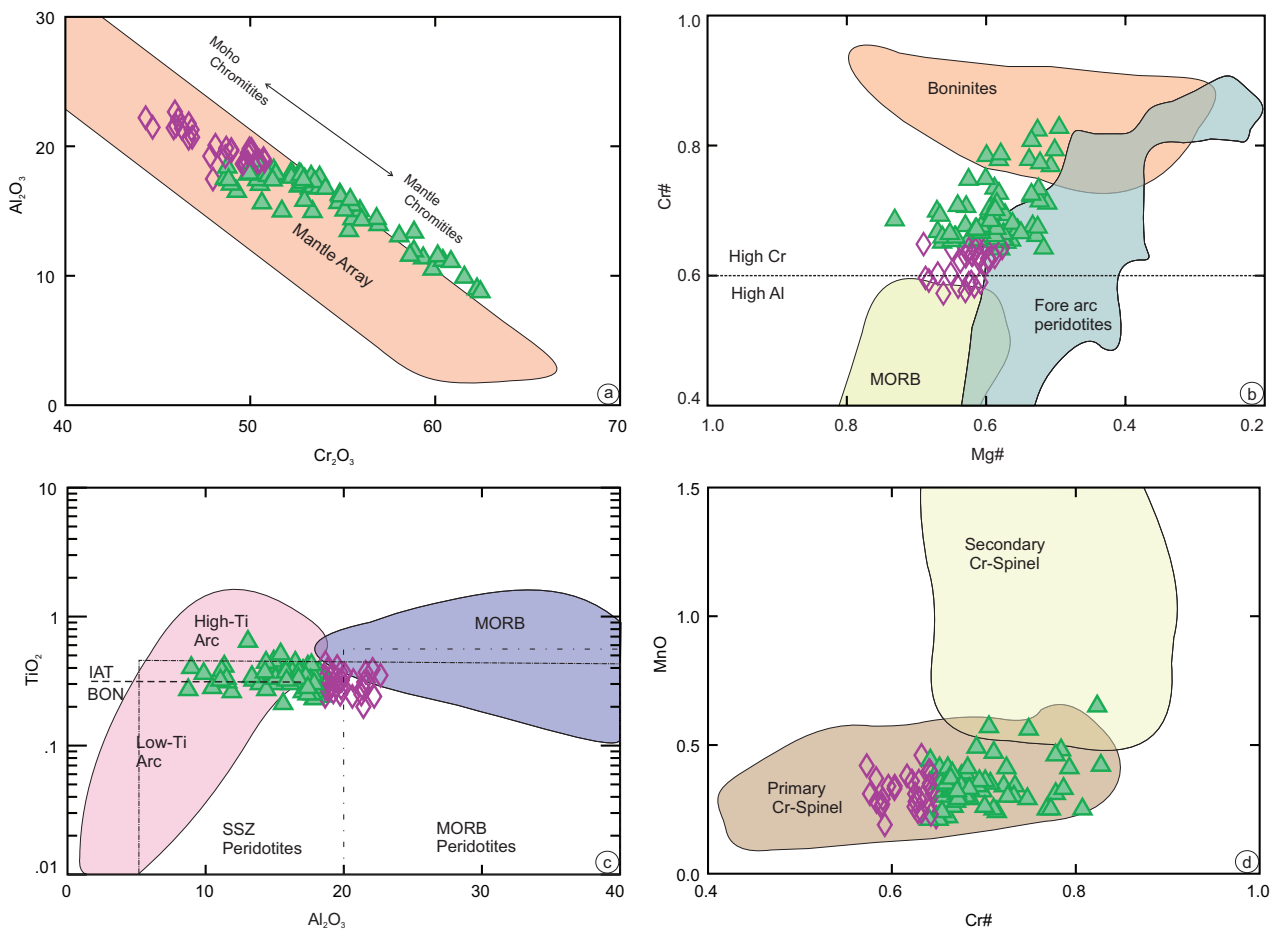 30
20
10
0
Al₂O₃
Moho
Chromitites
Mantle
Chromitites
Mantle Array
a
40
50
60
70
Cr₂O₃
1.0
0.8
0.6
0.4
Cr#
Boninites
High Cr
High Al
Fore arc
peridotites
MORB
b
1.0
0.8
0.6
0.4
0.2
Mg#
10
1
.1
.01
TiO₂
High-Ti
Arc
MORB
IAT
BON
Low-Ti
Arc
SSZ
Peridotites
MORB
Peridotites
c
0
10
20
30
40
Al₂O₃
1.5
1.0
0.5
0.0
MnO
Secondary
Cr-Spinel
Primary
Cr-Spinel
d
0.4
0.6
0.8
1.0
Cr#